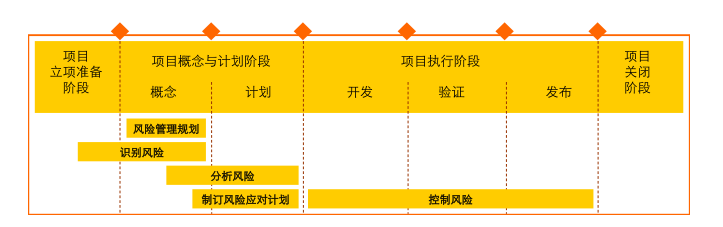 项目
立项准备
阶段
项目概念与计划阶段
项目执行阶段
项目
关闭
阶段
概念
计划
开发
验证
发布
风险管理规划
识别风险
分析风险
制订风险应对计划
控制风险